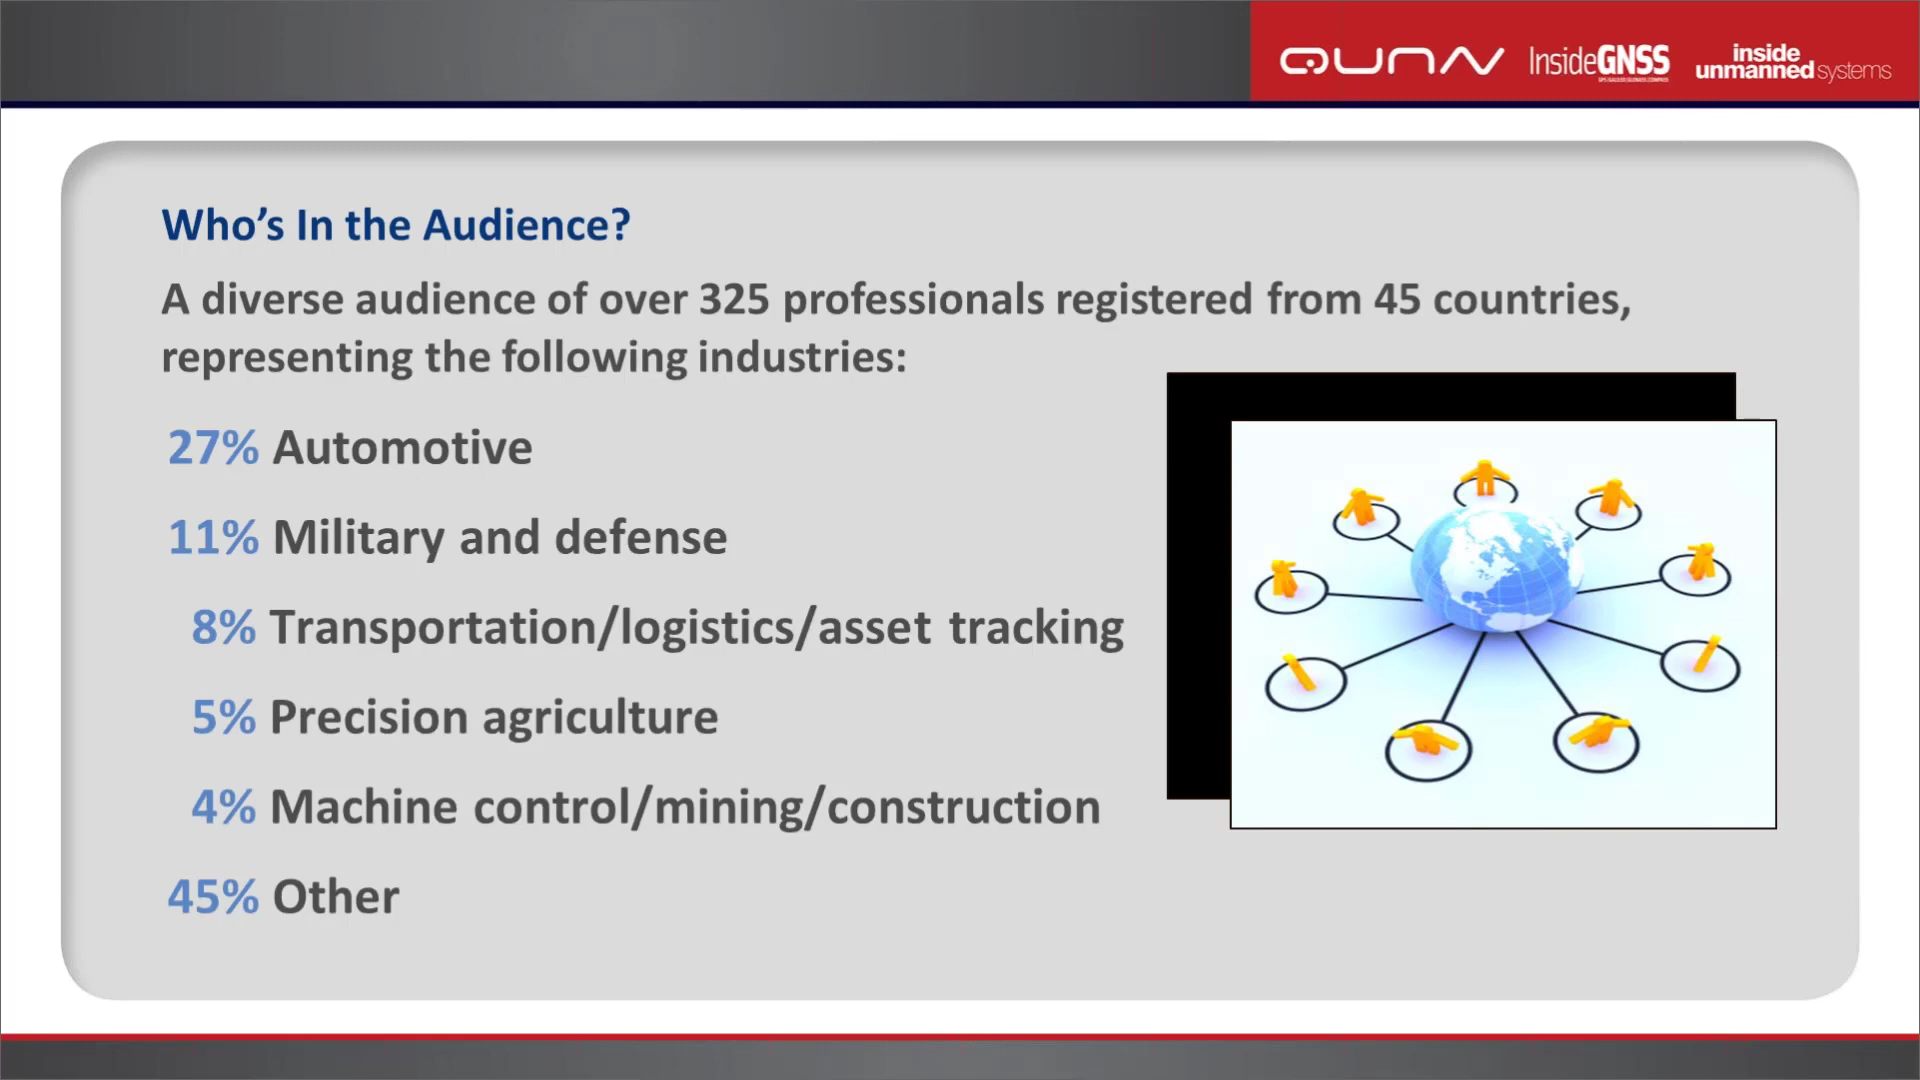 InsideGNSS
inside
unmanned systems
Who's In the Audience?
A diverse audience of over 325 professionals registered from 45 countries,
representing the following industries:
27% Automotive
11% Military and defense
8% Transportation/logistics/asset tracking
5% Precision agriculture
4% Machine control/mining/construction
45% Other